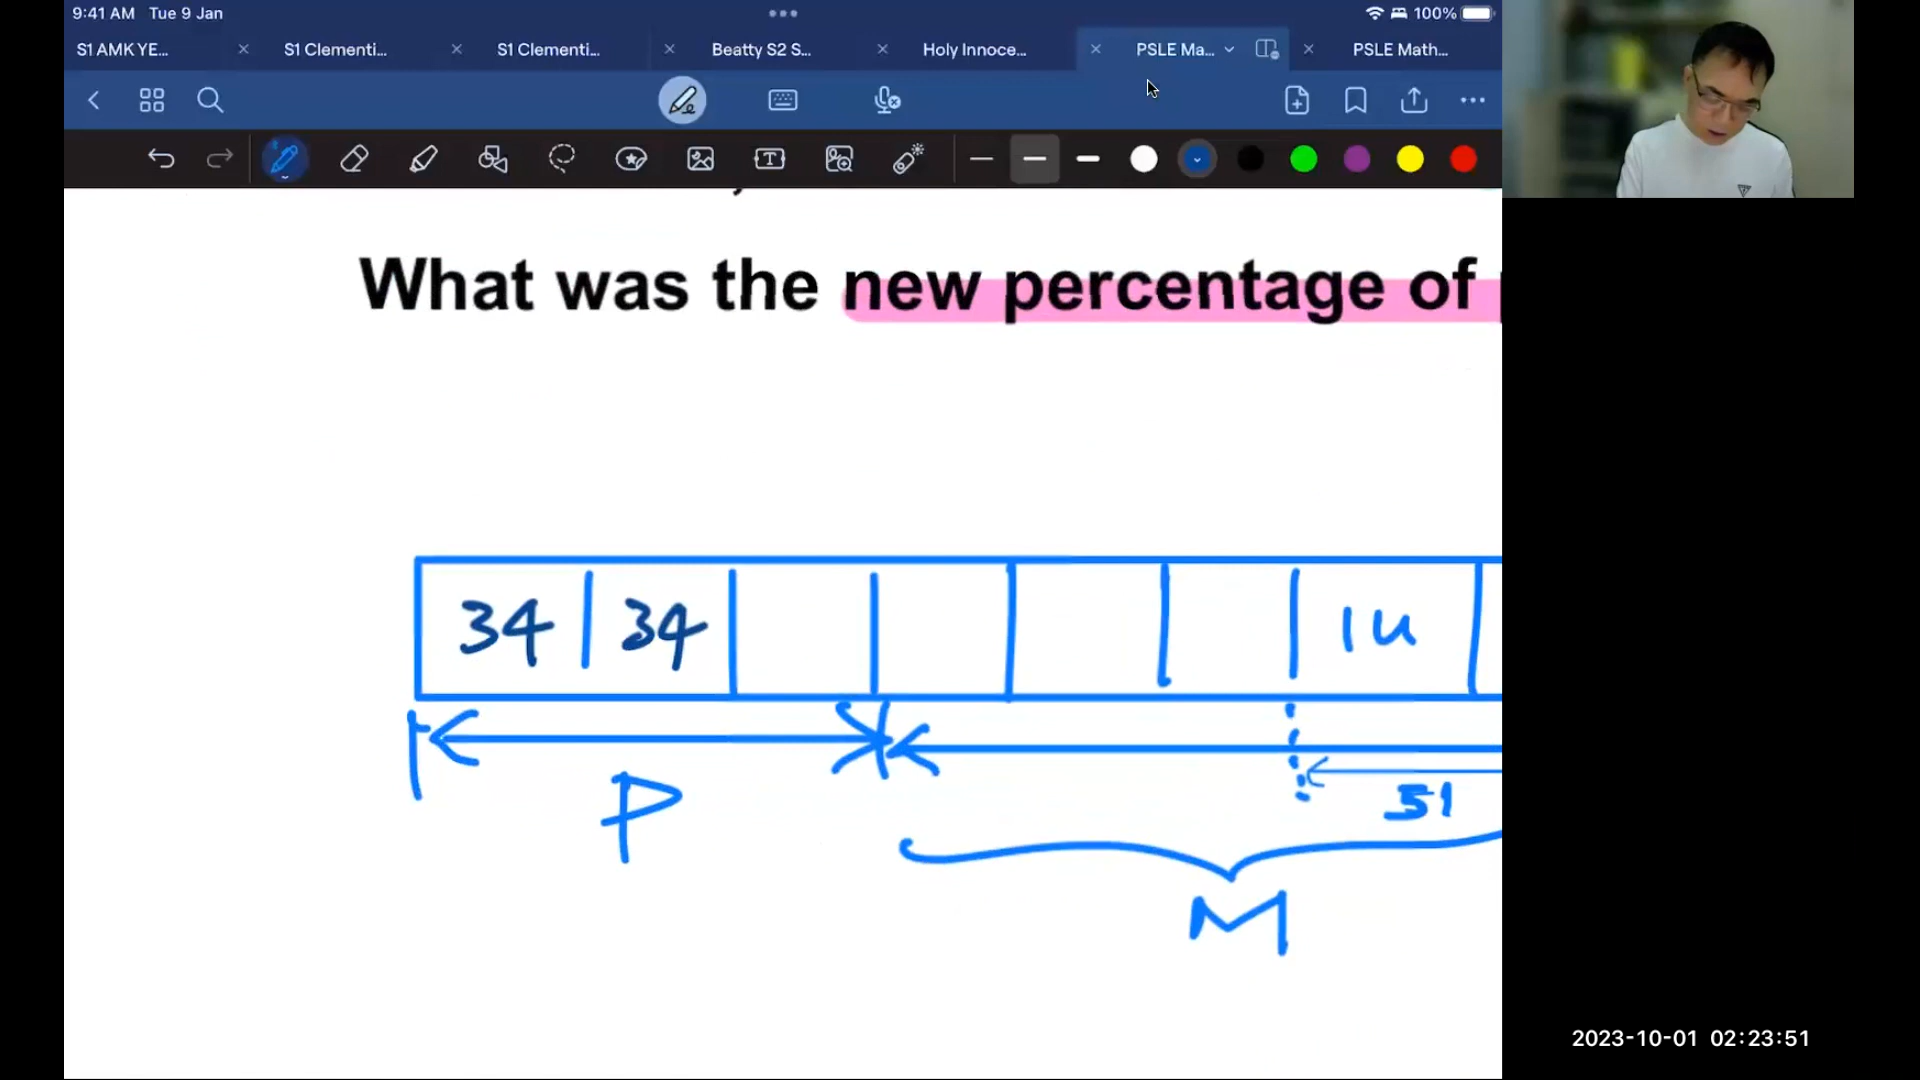 9:41 AM Tue 9 Jan
100%
S1 AMK YE...
S1 Clementi...
S1 Clementi...
Beatty S2 S...
Holy Innoce...
PSLE Ma...
PSLE Math...
What was the new percentage of
34 34 1u
P
51
M
2023-10-01 02:23:51